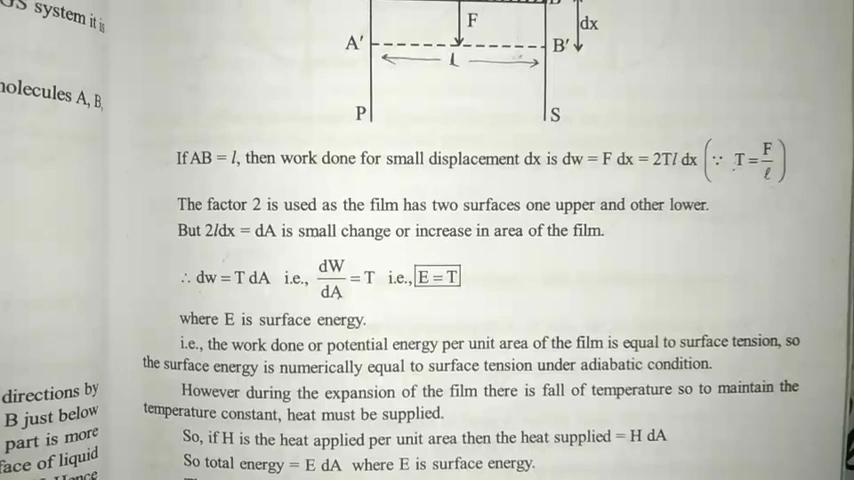 GS system it is
molecules A, B,
F
dx
A′
B′
l
P
S
If AB = l, then work done for small displacement dx is dw = F dx = 2Tl dx (∵ T = F/ℓ)
The factor 2 is used as the film has two surfaces one upper and other lower.
But 2ldx = dA is small change or increase in area of the film.
∴ dw = T dA i.e., dW/dA = T i.e., E = T
where E is surface energy.
i.e., the work done or potential energy per unit area of the film is equal to surface tension, so
the surface energy is numerically equal to surface tension under adiabatic condition.
However during the expansion of the film there is fall of temperature so to maintain the
temperature constant, heat must be supplied.
So, if H is the heat applied per unit area then the heat supplied = H dA
So total energy = E dA where E is surface energy.
directions by
B just below
part is more
face of liquid
Hence